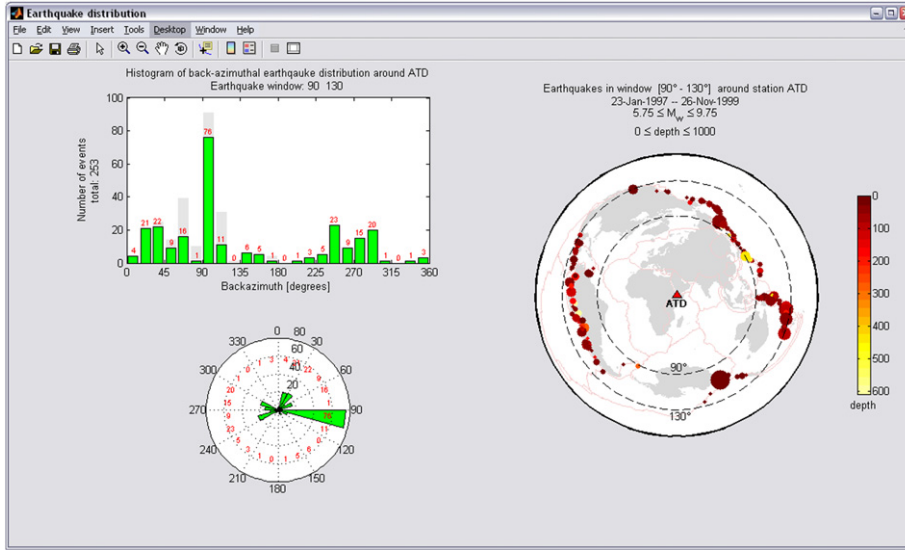 Earthquake distribution
File Edit View Insert Tools Desktop Window Help
Histogram of back-azimuthal earthqauke distribution around ATD
Earthquake window: 90 130
Number of events
total: 253
100
80
60
40
20
0
4 21 22 9 16 1 76 11 0 6 5 1 0 1 3 5 23 9 15 20 1 0 1 3
0 45 90 135 180 225 270 315 360
Backazimuth [degrees]
0
30
60
90
120
150
180
210
240
270
300
330
20
60
80
76
Earthquakes in window [90° - 130°] around station ATD
23-Jan-1997 -- 26-Nov-1999
5.75 ≤ Mw ≤ 9.75
0 ≤ depth ≤ 1000
ATD
90°
130°
0
100
200
300
400
500
600
depth